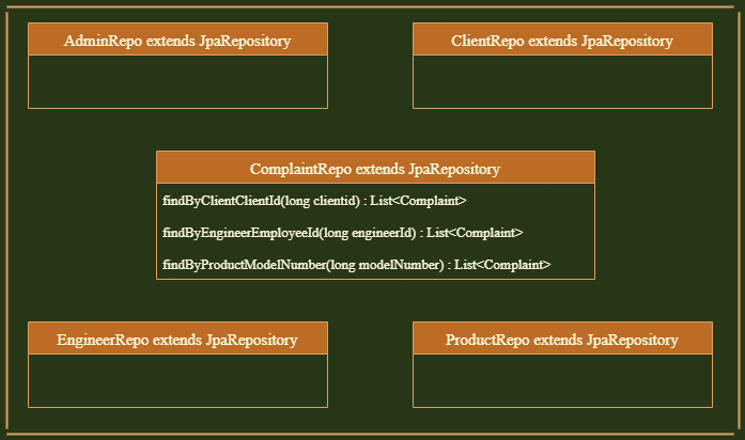 AdminRepo extends JpaRepository
ClientRepo extends JpaRepository
ComplaintRepo extends JpaRepository
findByClientClientId(long clientid) : List<Complaint>
findByEngineerEmployeeId(long engineerId) : List<Complaint>
findByProductModelNumber(long modelNumber) : List<Complaint>
EngineerRepo extends JpaRepository
ProductRepo extends JpaRepository